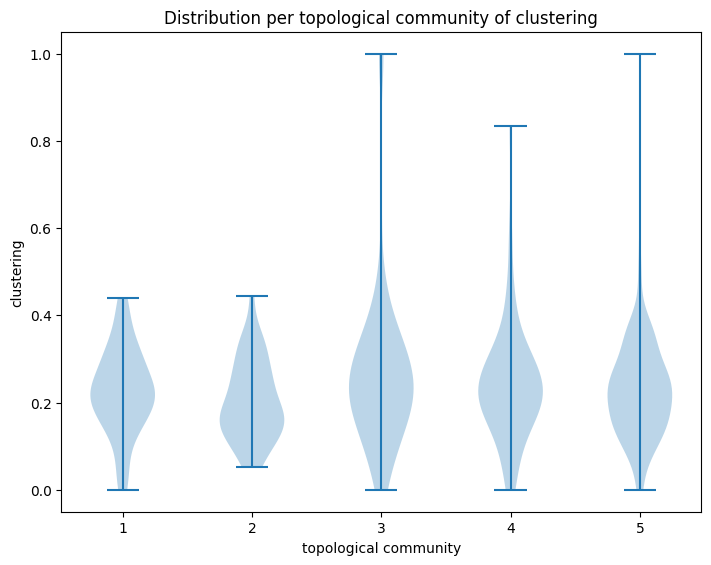 Distribution per topological community of clustering
1.0
0.8
0.6
0.4
0.2
0.0
clustering
1 2 3 4 5
topological community